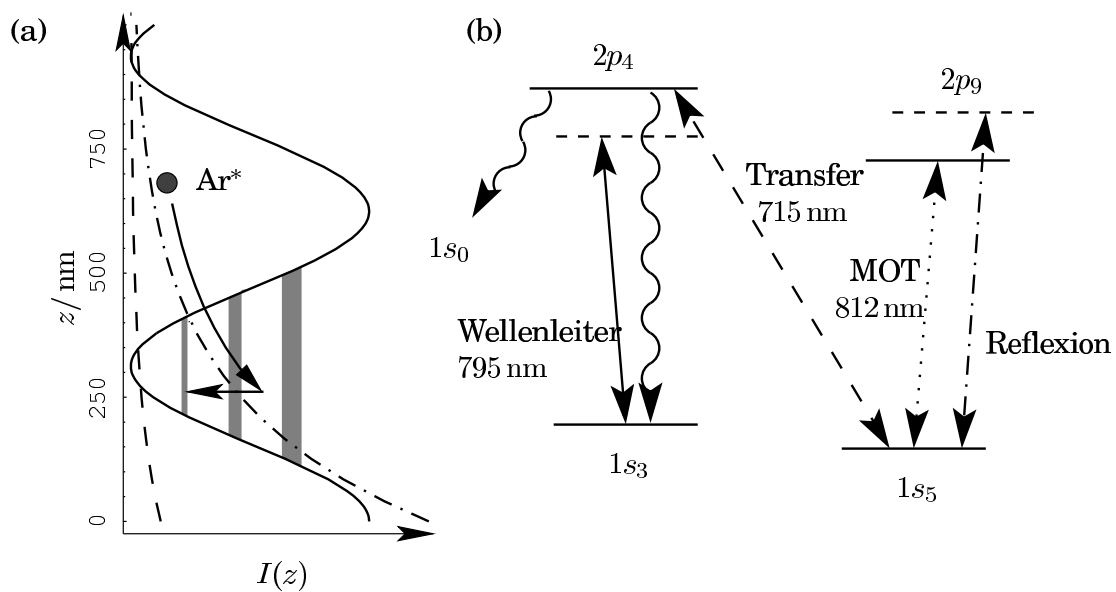 (a)
z/ nm
750
500
250
0
Ar*
I(z)
(b)
2p₄
2p₉
1s₀
Transfer
715 nm
MOT
812 nm
Wellenleiter
795 nm
Reflexion
1s₃
1s₅